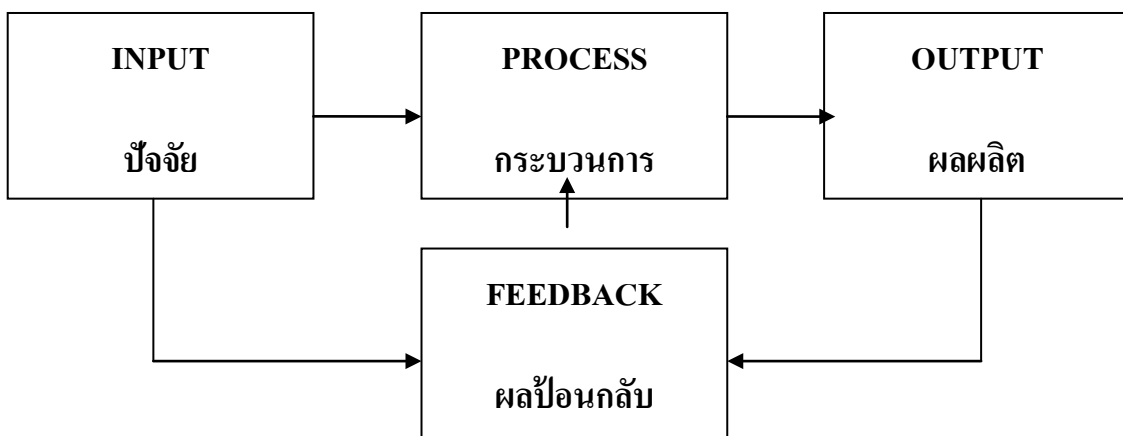 INPUT
ปัจจัย
PROCESS
กระบวนการ
OUTPUT
ผลผลิต
FEEDBACK
ผลป้อนกลับ